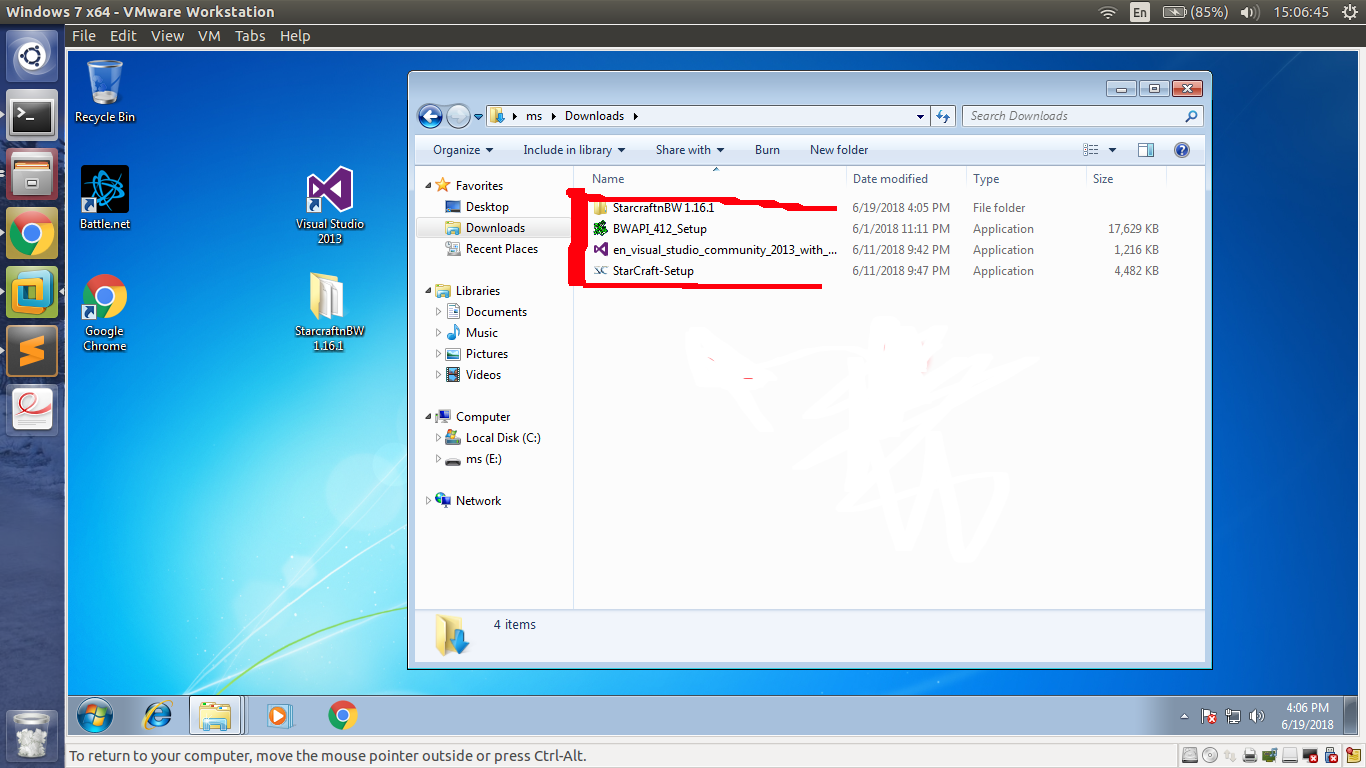 Windows 7 x64 - VMware Workstation
En
(85%)
15:06:45
File Edit View VM Tabs Help
Recycle Bin
Battle.net
Visual Studio
2013
Google
Chrome
StarcraftnBW
1.16.1
ms
Downloads
Search Downloads
Organize
Include in library
Share with
Burn
New folder
Favorites
Desktop
Downloads
Recent Places
Libraries
Documents
Music
Pictures
Videos
Computer
Local Disk (C:)
ms (E:)
Network
Name Date modified Type Size
StarcraftnBW 1.16.1 6/19/2018 4:05 PM File folder
BWAPI_412_Setup 6/1/2018 11:11 PM Application 17,629 KB
en_visual_studio_community_2013_with_... 6/11/2018 9:42 PM Application 1,216 KB
SC StarCraft-Setup 6/11/2018 9:47 PM Application 4,482 KB
4 items
4:06 PM
6/19/2018
To return to your computer, move the mouse pointer outside or press Ctrl-Alt.